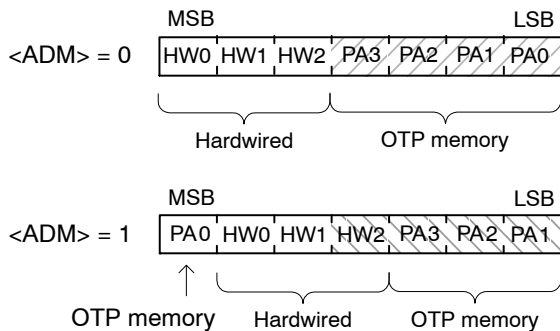 MSB LSB
<ADM> = 0 HW0 HW1 HW2 PA3 PA2 PA1 PA0
Hardwired OTP memory
MSB LSB
<ADM> = 1 PA0 HW0 HW1 HW2 PA3 PA2 PA1
OTP memory Hardwired OTP memory